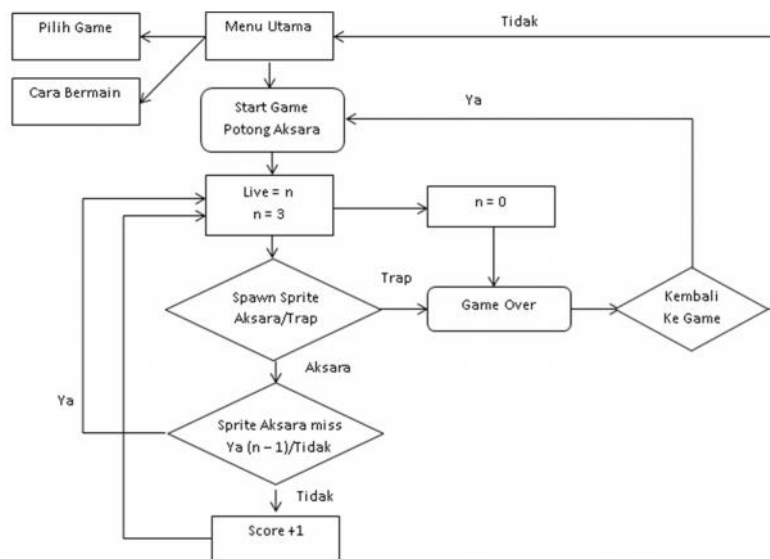 Pilih Game
Menu Utama
Tidak
Cara Bermain
Start Game
Potong Aksara
Ya
Live = n
n = 3
n = 0
Trap
Spawn Sprite
Aksara/Trap
Game Over
Kembali
Ke Game
Aksara
Ya
Sprite Aksara miss
Ya (n – 1)/Tidak
Tidak
Score +1